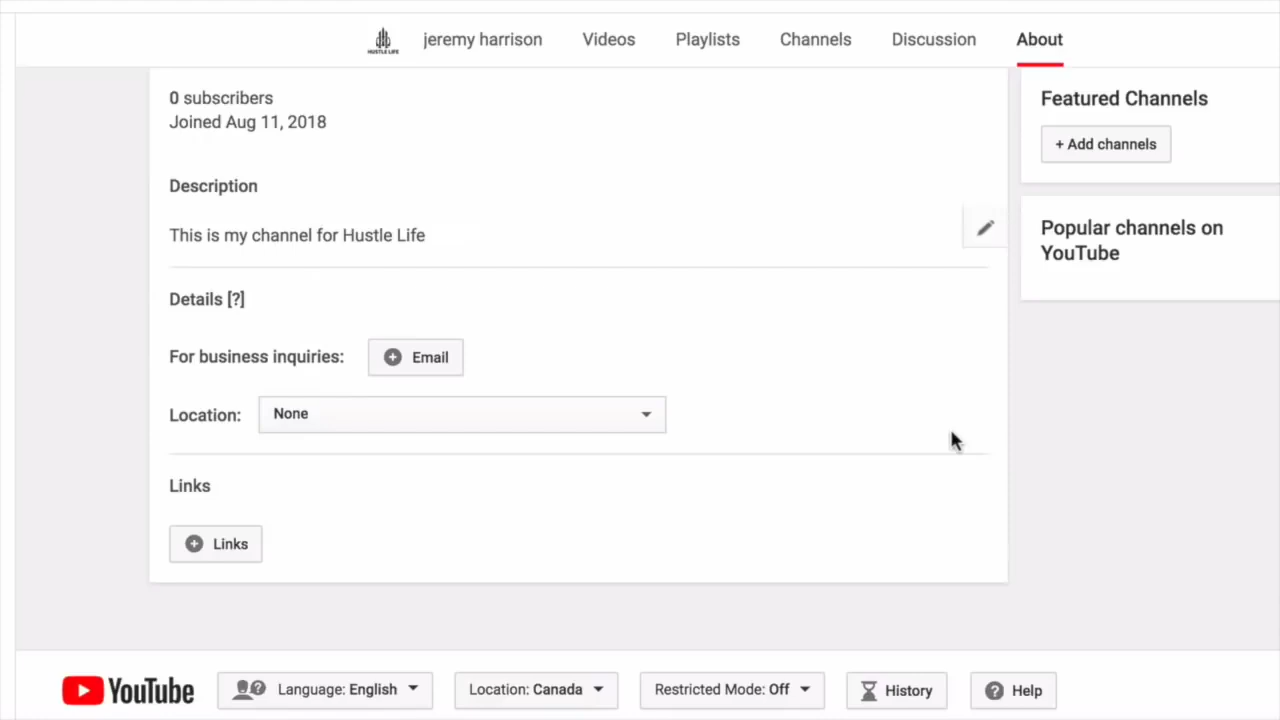 HUSTLE LIFE
jeremy harrison
Videos
Playlists
Channels
Discussion
About
0 subscribers
Joined Aug 11, 2018
Description
This is my channel for Hustle Life
Details [?]
For business inquiries:
Email
Location:
None
Links
Links
Featured Channels
+ Add channels
Popular channels on
YouTube
YouTube
Language: English
Location: Canada
Restricted Mode: Off
History
Help